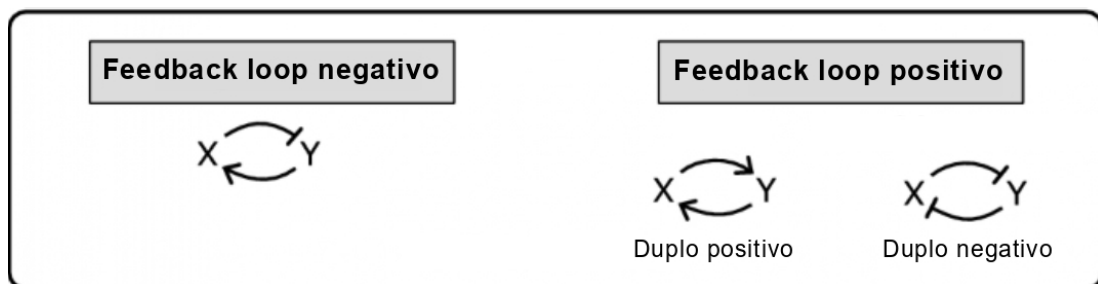 Feedback loop negativo
Feedback loop positivo
X Y
X Y
X Y
Duplo positivo
Duplo negativo